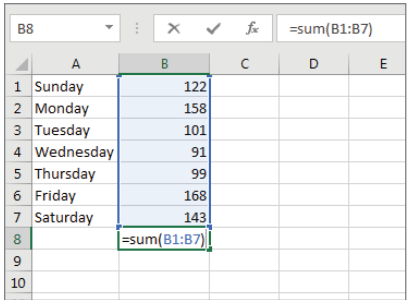 B8 fx =sum(B1:B7)
A B C D E
1 Sunday 122
2 Monday 158
3 Tuesday 101
4 Wednesday 91
5 Thursday 99
6 Friday 168
7 Saturday 143
8 =sum(B1:B7)
9
10